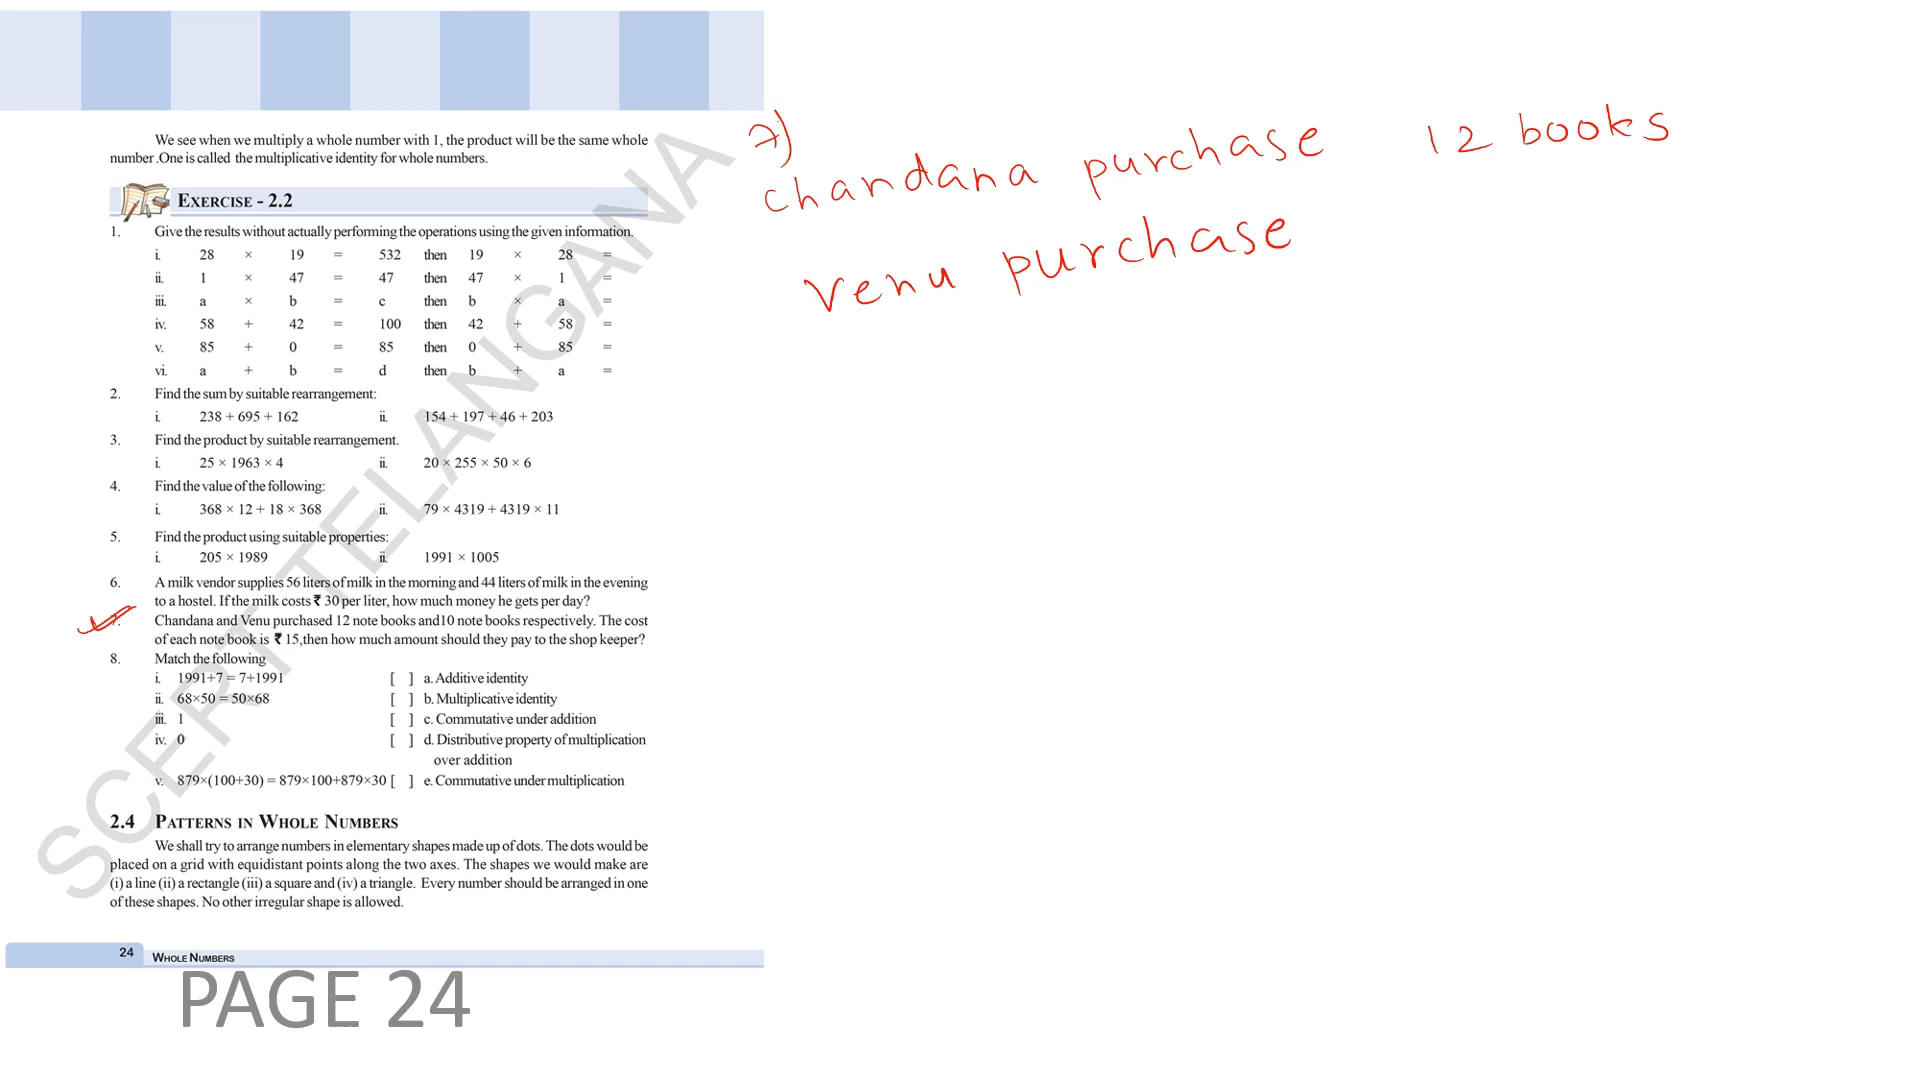 We see when we multiply a whole number with 1, the product will be the same whole
number .One is called the multiplicative identity for whole numbers.
EXERCISE - 2.2
1. Give the results without actually performing the operations using the given information.
i. 28 × 19 = 532 then 19 × 28 =
ii. 1 × 47 = 47 then 47 × 1 =
iii. a × b = c then b × a =
iv. 58 + 42 = 100 then 42 + 58 =
v. 85 + 0 = 85 then 0 + 85 =
vi. a + b = d then b + a =
2. Find the sum by suitable rearrangement:
i. 238 + 695 + 162 ii. 154 + 197 + 46 + 203
3. Find the product by suitable rearrangement.
i. 25 × 1963 × 4 ii. 20 × 255 × 50 × 6
4. Find the value of the following:
i. 368 × 12 + 18 × 368 ii. 79 × 4319 + 4319 × 11
5. Find the product using suitable properties:
i. 205 × 1989 ii. 1991 × 1005
6. A milk vendor supplies 56 liters of milk in the morning and 44 liters of milk in the evening
to a hostel. If the milk costs ₹ 30 per liter, how much money he gets per day?
7. Chandana and Venu purchased 12 note books and10 note books respectively. The cost
of each note book is ₹ 15,then how much amount should they pay to the shop keeper?
8. Match the following
i. 1991+7 = 7+1991 [ ] a. Additive identity
ii. 68×50 = 50×68 [ ] b. Multiplicative identity
iii. 1 [ ] c. Commutative under addition
iv. 0 [ ] d. Distributive property of multiplication
over addition
v. 879×(100+30) = 879×100+879×30 [ ] e. Commutative under multiplication
2.4 PATTERNS IN WHOLE NUMBERS
We shall try to arrange numbers in elementary shapes made up of dots. The dots would be
placed on a grid with equidistant points along the two axes. The shapes we would make are
(i) a line (ii) a rectangle (iii) a square and (iv) a triangle. Every number should be arranged in one
of these shapes. No other irregular shape is allowed.
24 WHOLE NUMBERS
PAGE 24
SCERT TELANGANA
7)
chandana purchase 12 books
venu purchase